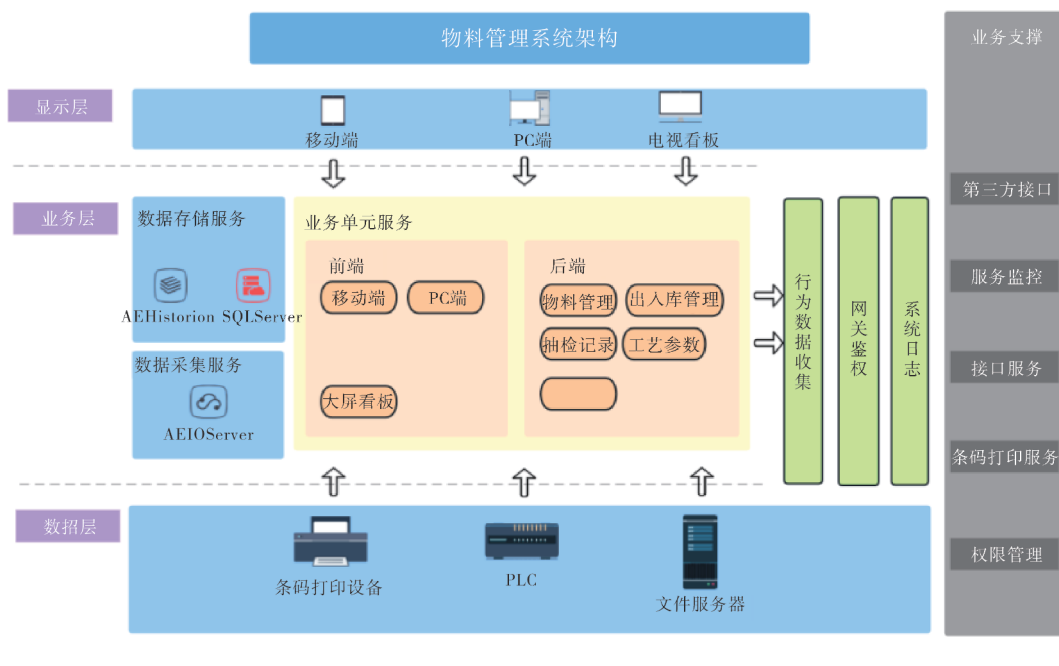 物料管理系统架构
业务支撑
显示层
移动端
PC端
电视看板
第三方接口
业务层
数据存储服务
AEHistorion SQLServer
数据采集服务
AEIOServer
业务单元服务
前端
移动端
PC端
大屏看板
后端
物料管理
出入库管理
抽检记录
工艺参数
行为数据收集
网关鉴权
系统日志
服务监控
接口服务
条码打印服务
权限管理
数招层
条码打印设备
PLC
文件服务器